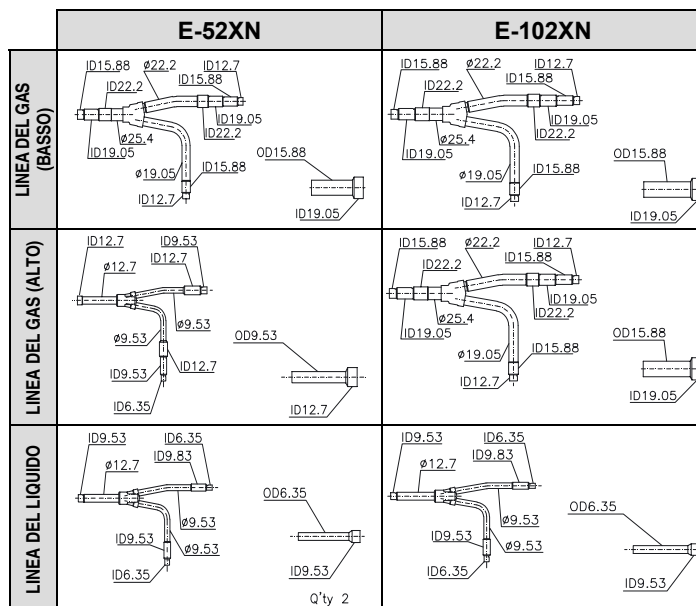 E-52XN
E-102XN
LINEA DEL GAS
(BASSO)
ID15.88
ø22.2
ID12.7
ID15.88
ID22.2
ID19.05
ID22.2
ø25.4
ID19.05
ø19.05
ID15.88
ID12.7
OD15.88
ID19.05
ID15.88
ø22.2
ID12.7
ID15.88
ID22.2
ID19.05
ID22.2
ø25.4
ID19.05
ø19.05
ID15.88
ID12.7
OD15.88
ID19.05
LINEA DEL GAS (ALTO)
ID12.7
ID9.53
ID12.7
ø12.7
ø9.53
ø9.53
ID9.53
ID12.7
ID6.35
OD9.53
ID12.7
ID15.88
ø22.2
ID12.7
ID15.88
ID22.2
ID19.05
ID22.2
ø25.4
ID19.05
ø19.05
ID15.88
ID12.7
OD15.88
ID19.05
LINEA DEL LIQUIDO
ID9.53
ID6.35
ID9.83
ø12.7
ø9.53
ID9.53
ø9.53
ID6.35
OD6.35
ID9.53
Q'ty 2
ID9.53
ID6.35
ID9.83
ø12.7
ø9.53
ID9.53
ø9.53
ID6.35
OD6.35
ID9.53